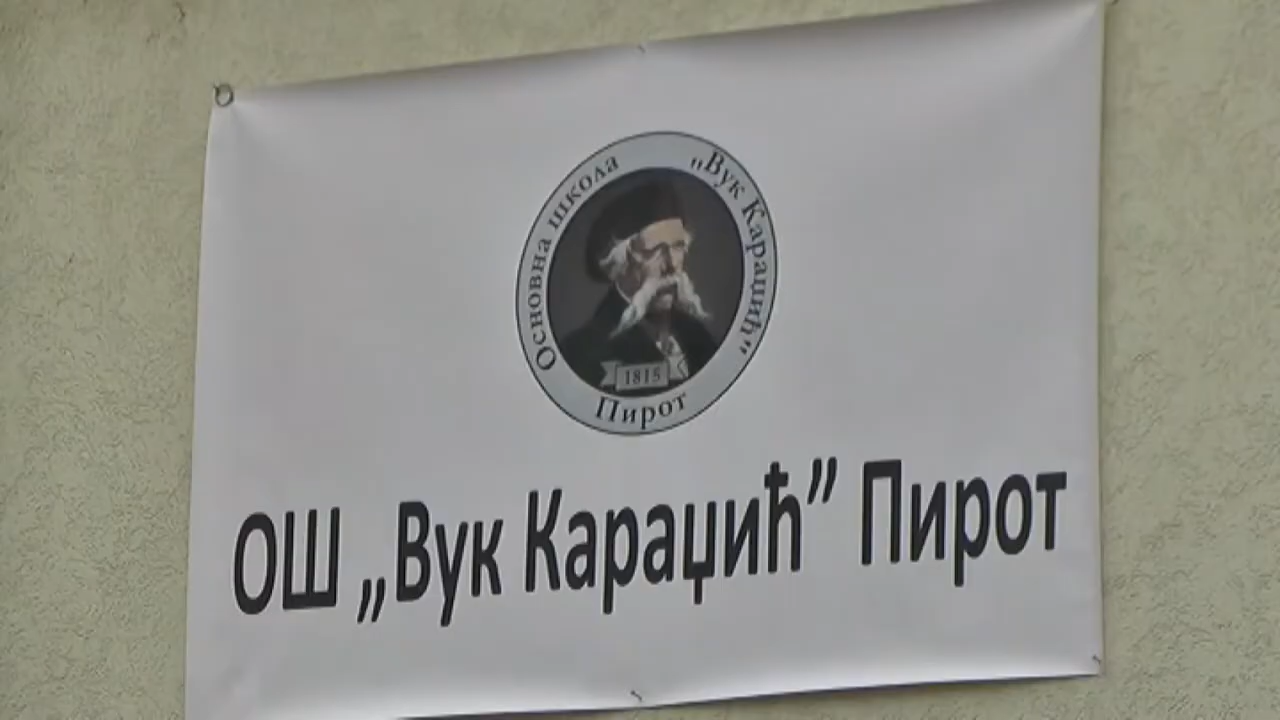 Основна школа
„Вук Караџић“
1815
Пирот
ОШ „Вук Караџић” Пирот